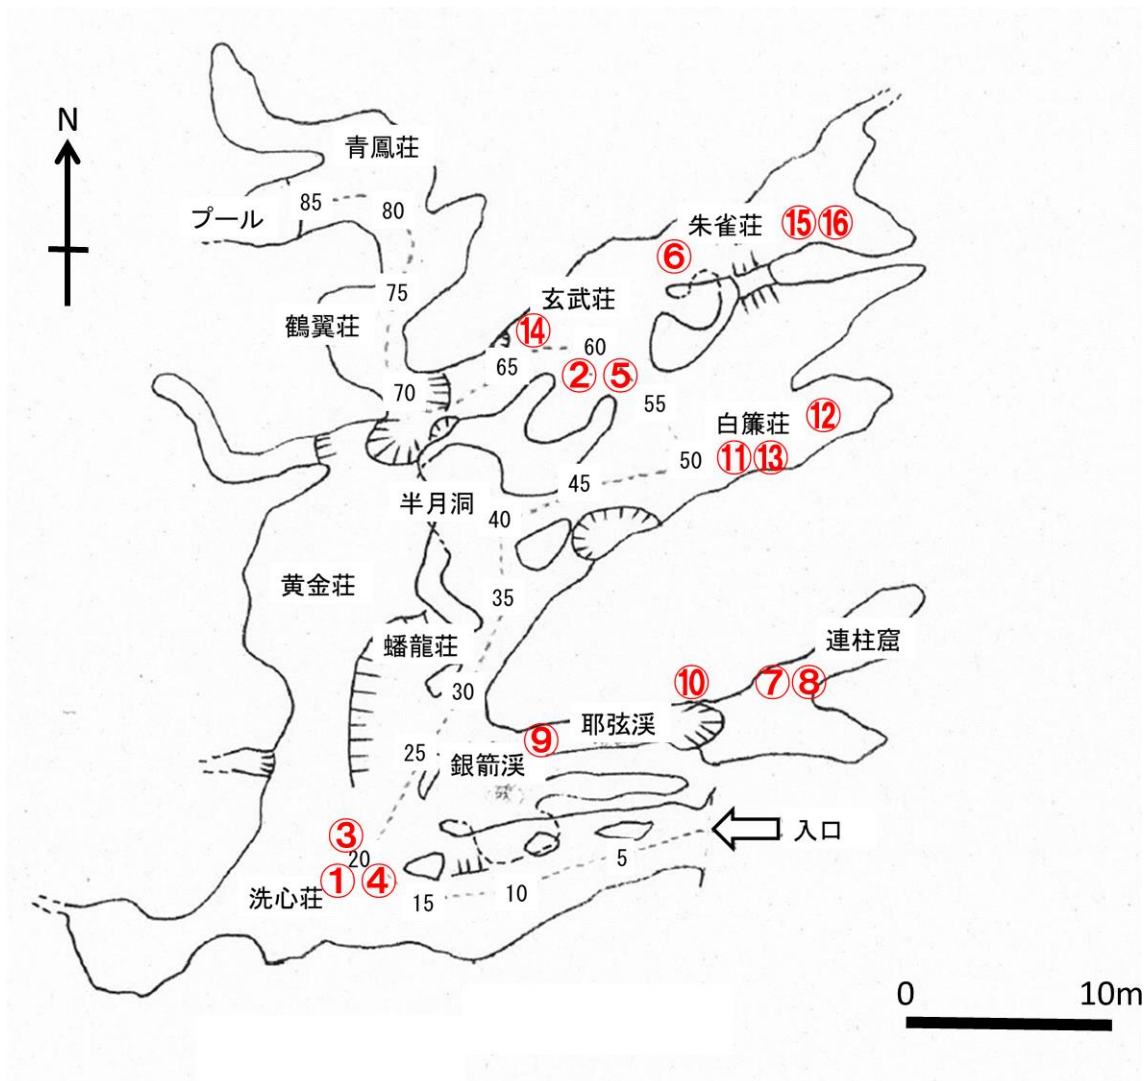 N
青鳳荘
プール
85
80
朱雀荘
⑮⑯
⑥
75
玄武荘
鶴翼荘
⑭
60
65
②⑤
70
55
白簾荘
⑫
⑪⑬
50
45
半月洞
40
黄金荘
35
蟠龍荘
連柱窟
30
⑩
⑦⑧
耶弦渓
⑨
25
銀箭渓
③
入口
20
5
①④
洗心荘
15
10
0
10m